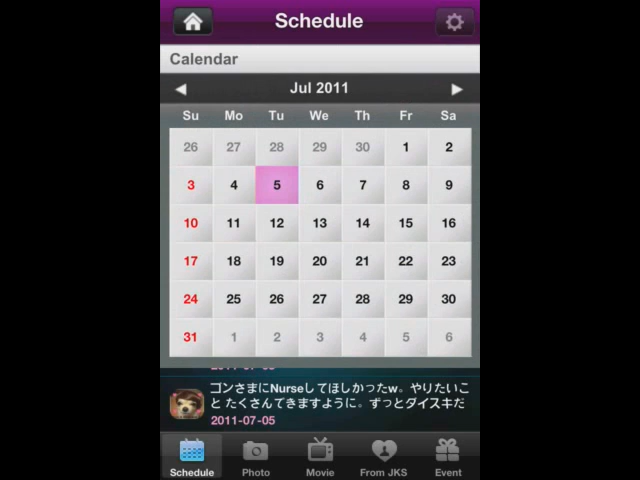 Schedule
Calendar
Jul 2011
Su Mo Tu We Th Fr Sa
26 27 28 29 30 1 2
3 4 5 6 7 8 9
10 11 12 13 14 15 16
17 18 19 20 21 22 23
24 25 26 27 28 29 30
31 1 2 3 4 5 6
2011-07-05
ゴンさまにNurseしてほしかったw。やりたいこ
と たくさんてきますように。ずっとダイスキだ
2011-07-05
Schedule Photo Movie From JKS Event